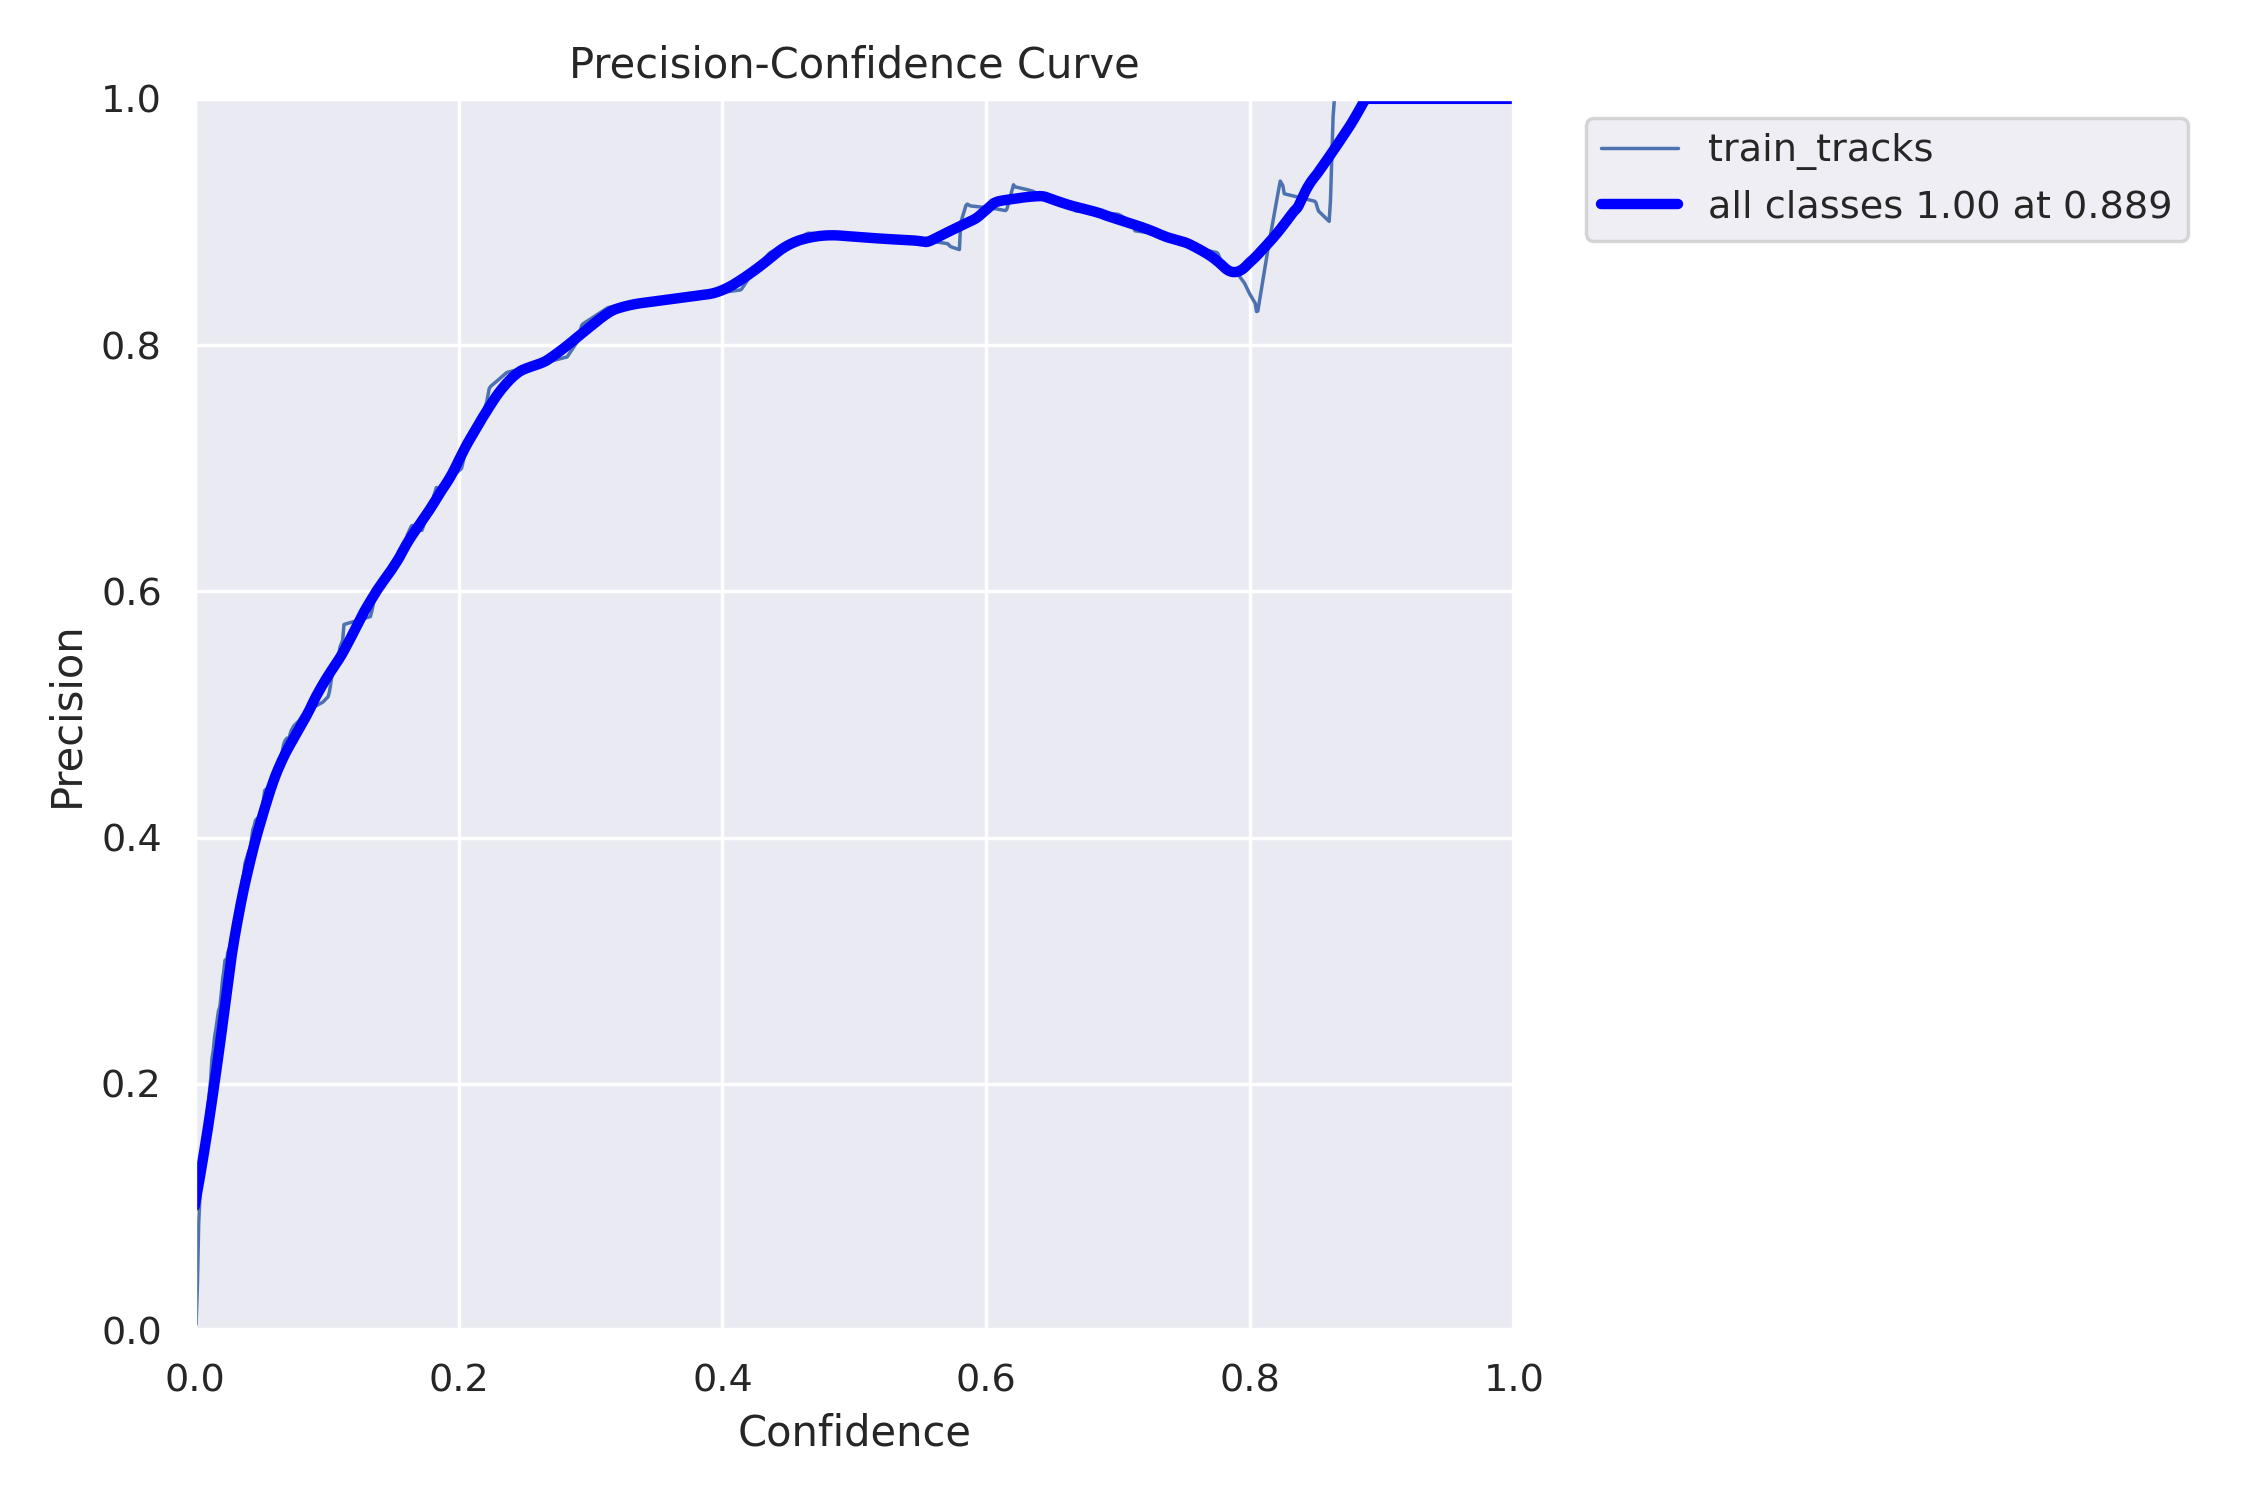 Precision-Confidence Curve
1.0
0.8
0.6
0.4
0.2
0.0
Precision
0.0 0.2 0.4 0.6 0.8 1.0
Confidence
train_tracks
all classes 1.00 at 0.889